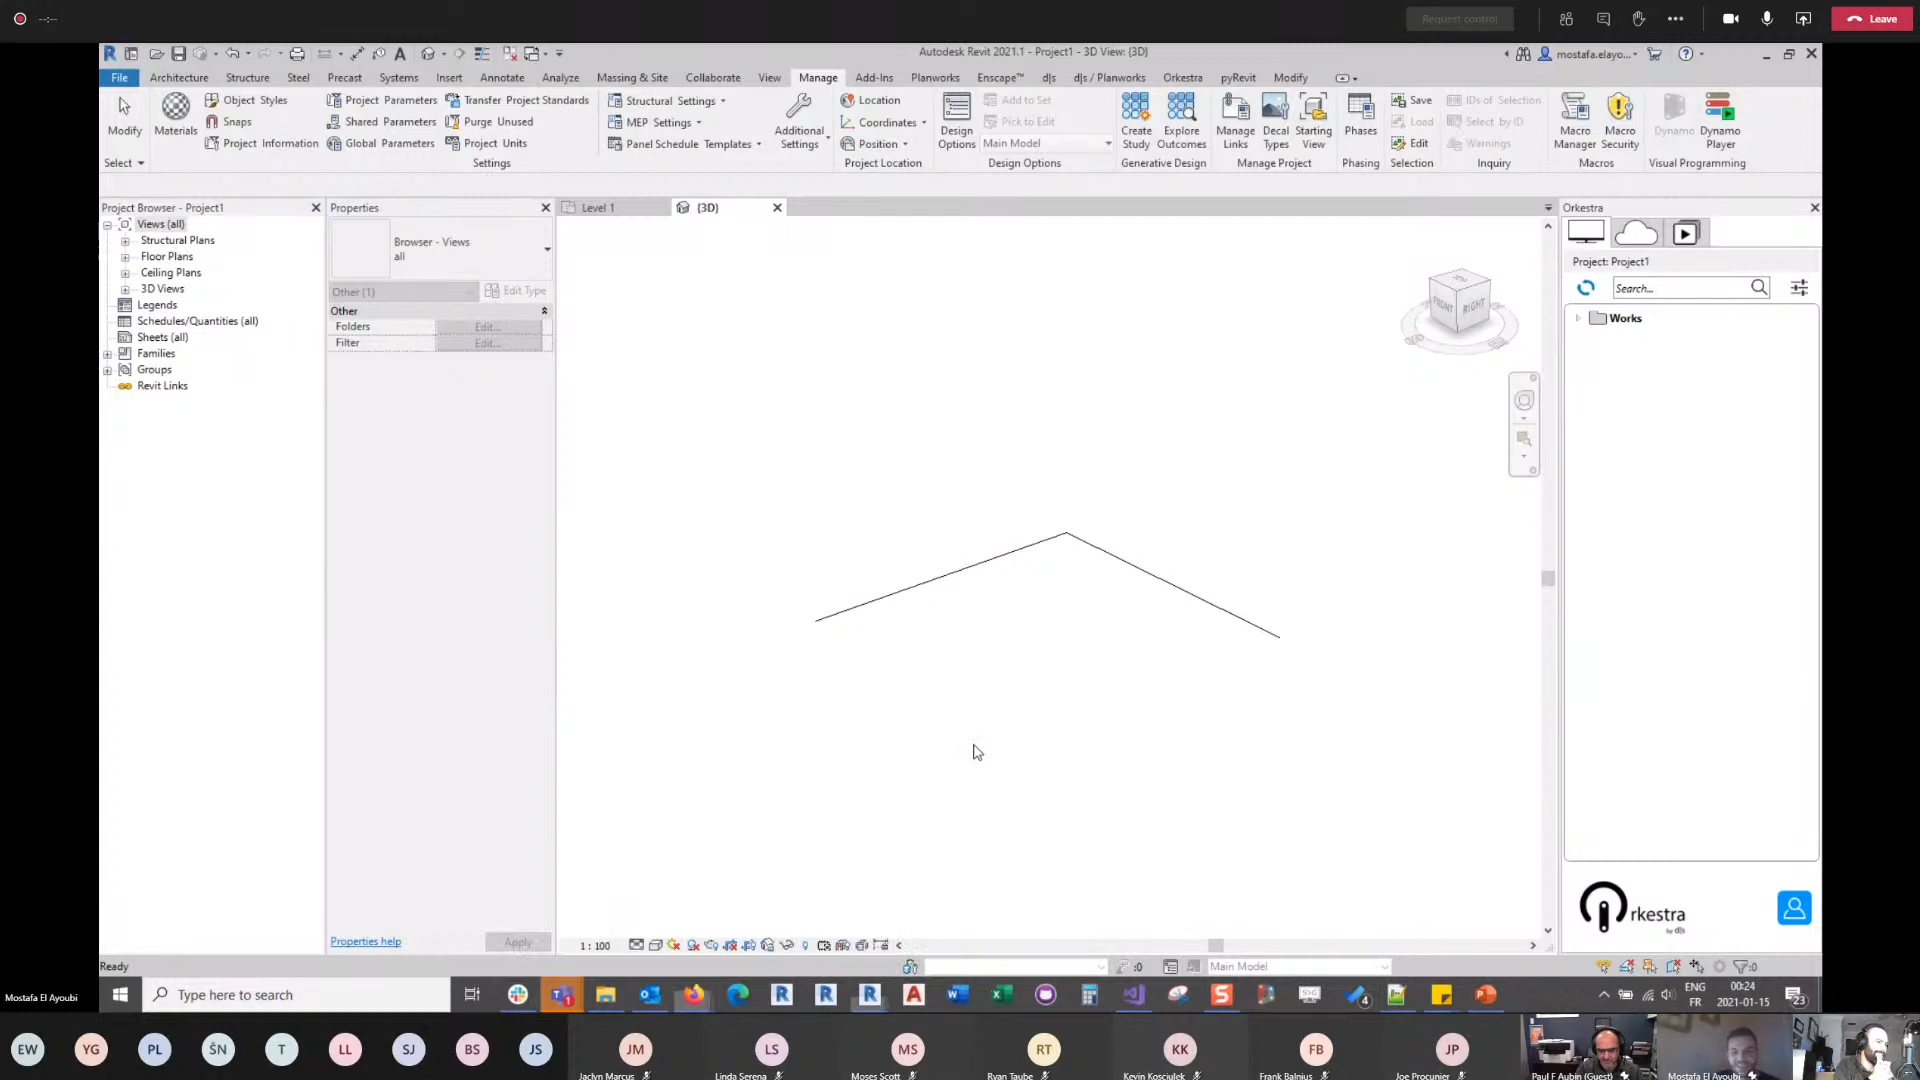 --:--
Request control
Leave
Autodesk Revit 2021.1 - Project1 - 3D View: {3D}
mostafa.elayo...
File Architecture Structure Steel Precast Systems Insert Annotate Analyze Massing & Site Collaborate View Manage Add-Ins Planworks Enscape™ d|s d|s / Planworks Orkestra pyRevit Modify
Modify
Select
Materials
Object Styles
Snaps
Project Information
Project Parameters
Shared Parameters
Global Parameters
Transfer Project Standards
Purge Unused
Project Units
Settings
Structural Settings
MEP Settings
Panel Schedule Templates
Additional Settings
Location
Coordinates
Position
Project Location
Design Options
Add to Set
Pick to Edit
Main Model
Design Options
Create Study
Explore Outcomes
Generative Design
Manage Links
Decal Types
Starting View
Manage Project
Phases
Phasing
Save
Load
Edit
Selection
IDs of Selection
Select by ID
Warnings
Inquiry
Macro Manager
Macro Security
Macros
Dynamo
Dynamo Player
Visual Programming
Project Browser - Project1
Views (all)
Structural Plans
Floor Plans
Ceiling Plans
3D Views
Legends
Schedules/Quantities (all)
Sheets (all)
Families
Groups
Revit Links
Properties
Browser - Views
all
Other (1)
Edit Type
Other
Folders Edit...
Filter Edit...
Properties help
Apply
Level 1
{3D}
FRONT RIGHT
1 : 100
Orkestra
Project: Project1
Search...
Works
rkestra
by d|s
Ready
:0
Main Model
:0
Mostafa El Ayoubi
Type here to search
ENG
FR
00:24
2021-01-15
23
EW YG PL ŠN T LL SJ BS JS JM LS MS RT KK FB JP
Jaclyn Marcus
Linda Serena
Moses Scott
Ryan Taube
Kevin Kosciulek
Frank Balnius
Joe Procunier
Paul F Aubin (Guest)
Mostafa El Ayoubi